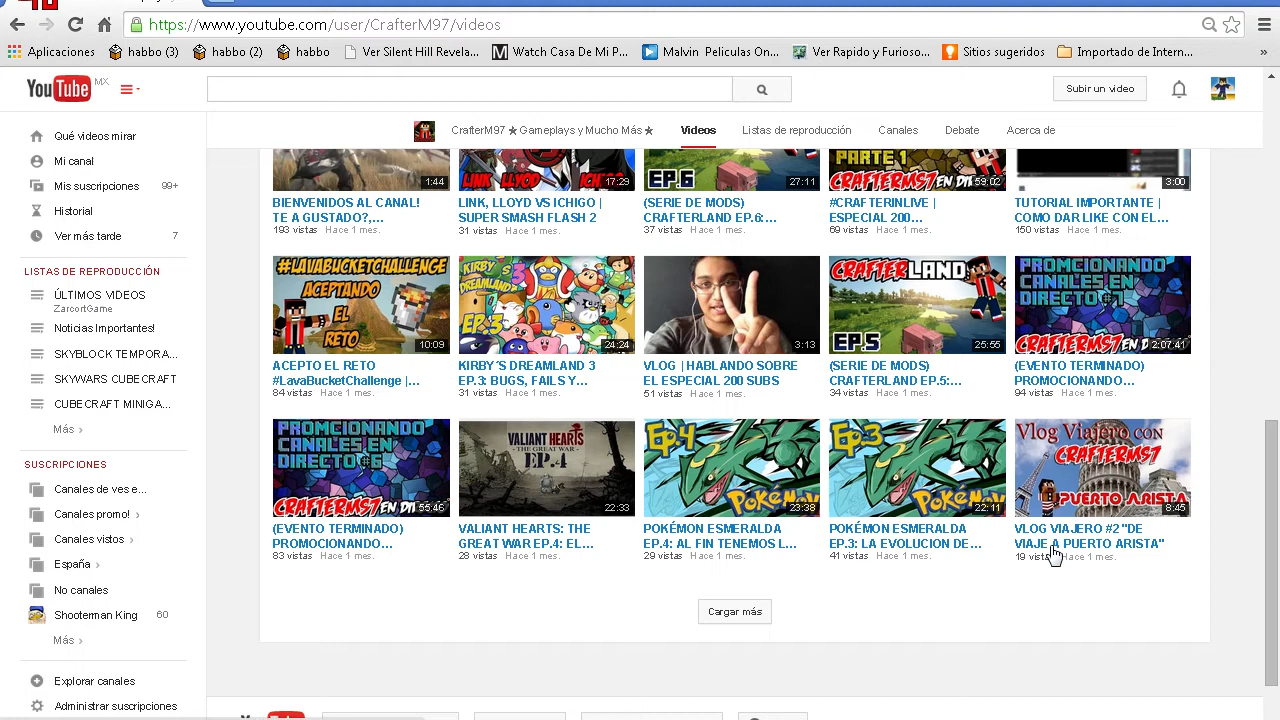 https://www.youtube.com/user/CrafterM97/videos
Aplicaciones habbo (3) habbo (2) habbo Ver Silent Hill Revela... Watch Casa De Mi P... Malvin Peliculas On... Ver Rapido y Furioso... Sitios sugeridos Importado de Intern... »
YouTube MX Subir un video
CrafterM97 ★ Gameplays y Mucho Más ★ Videos Listas de reproducción Canales Debate Acerca de
Qué videos mirar
Mi canal
99+
Historial
Ver más tarde 7
LISTAS DE REPRODUCCIÓN
ÚLTIMOS VIDEOS
ZarcortGame
Noticias Importantes!
SKYBLOCK TEMPORA...
SKYWARS CUBECRAFT
CUBECRAFT MINIGA...
Más ›
SUSCRIPCIONES
Canales de ves e...
Canales promo! ›
Canales vistos ›
España ›
No canales
Shooterman King 60
Más ›
Explorar canales
Administrar suscripciones
1:44
LINK LLYOD ICHIGO 17:29
EP.6 27:11
PARTE 1
CRAFTERMS7 EN DI 59:02
3:00
BIENVENIDOS AL CANAL!
TE A GUSTADO?,...
193 vistas Hace 1 mes.
LINK, LLOYD VS ICHIGO |
SUPER SMASH FLASH 2
31 vistas Hace 1 mes.
(SERIE DE MODS)
CRAFTERLAND EP.6:...
37 vistas Hace 1 mes.
#CRAFTERINLIVE |
ESPECIAL 200...
69 vistas Hace 1 mes.
TUTORIAL IMPORTANTE |
COMO DAR LIKE CON EL...
150 vistas Hace 1 mes.
#LAVABUCKETCHALLENGE
ACEPTANDO
EL
RETO
10:09
KIRBY´S 3
DREAMLAND
EP.3
24:24
3:13
CRAFTERLAND
EP.5
25:55
PROMCIONANDO
CANALES EN
DIRECTO
CRAFTERMS7 EN
2:07:41
ACEPTO EL RETO
#LavaBucketChallenge |...
84 vistas Hace 1 mes.
KIRBY´S DREAMLAND 3
EP.3: BUGS, FAILS Y...
31 vistas Hace 1 mes.
VLOG | HABLANDO SOBRE
EL ESPECIAL 200 SUBS
51 vistas Hace 1 mes.
(SERIE DE MODS)
CRAFTERLAND EP.5:...
34 vistas Hace 1 mes.
(EVENTO TERMINADO)
PROMOCIONANDO...
94 vistas Hace 1 mes.
PROMCIONANDO
CANALES EN
DIRECTO #6
CRAFTERMS7 EN
55:46
VALIANT HEARTS
THE GREAT WAR
EP.4
22:33
Ep.4
POKéMON
23:38
Ep.3
POKéMON
22:11
Vlog Viajero CON
CRAFTERMS7
PUERTO ARISTA
8:45
(EVENTO TERMINADO)
PROMOCIONANDO...
83 vistas Hace 1 mes.
VALIANT HEARTS: THE
GREAT WAR EP.4: EL...
28 vistas Hace 1 mes.
POKÉMON ESMERALDA
EP.4: AL FIN TENEMOS L...
29 vistas Hace 1 mes.
POKÉMON ESMERALDA
EP.3: LA EVOLUCION DE...
41 vistas Hace 1 mes.
VLOG VIAJERO #2 "DE
VIAJE A PUERTO ARISTA"
19 Hace 1 mes.
Cargar más